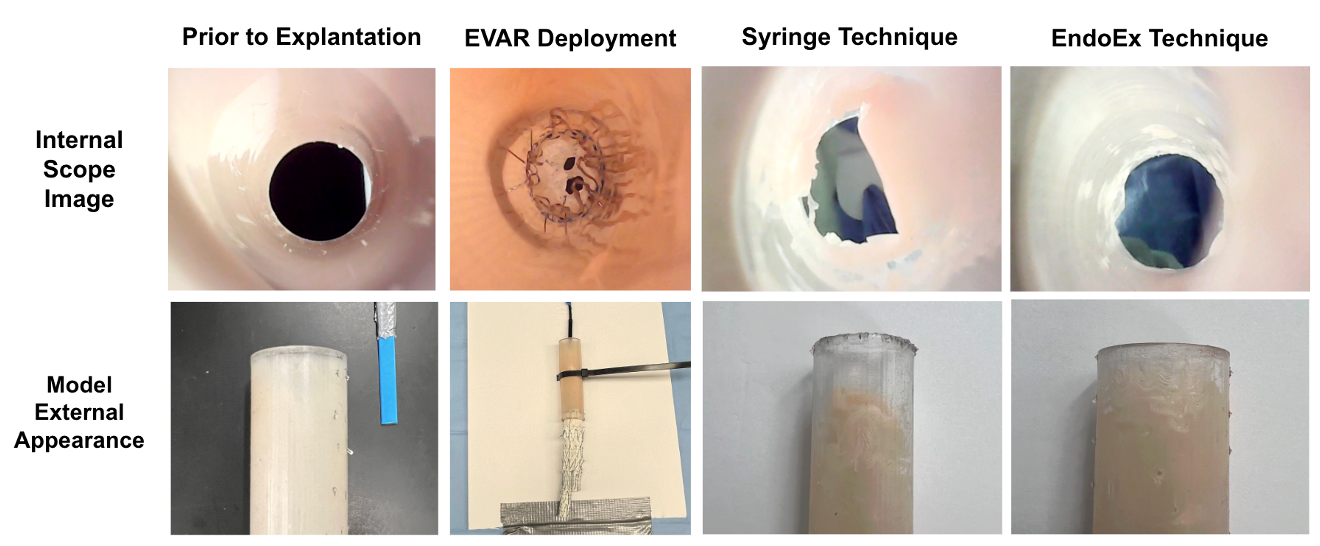 Prior to Explantation
EVAR Deployment
Syringe Technique
EndoEx Technique
Internal
Scope
Image
Model
External
Appearance